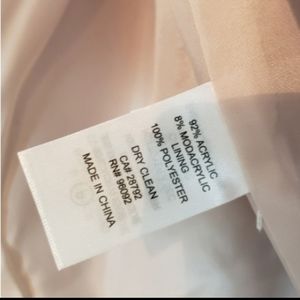 92% ACRYLIC
8% MODACRYLIC
LINING
100% POLYESTER
DRY CLEAN
CA# 28792
RN# 96092
MADE IN CHINA